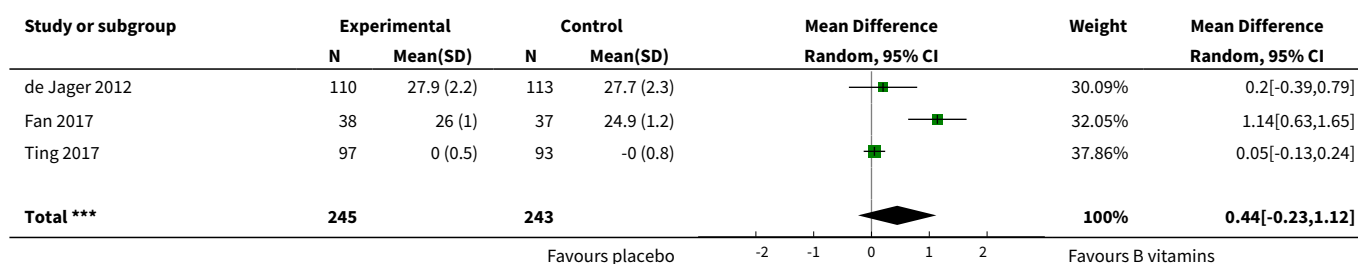 Study or subgroup Experimental Control Mean Difference Weight Mean Difference
N Mean(SD) N Mean(SD) Random, 95% CI Random, 95% CI
de Jager 2012 110 27.9 (2.2) 113 27.7 (2.3) 30.09% 0.2[-0.39,0.79]
Fan 2017 38 26 (1) 37 24.9 (1.2) 32.05% 1.14[0.63,1.65]
Ting 2017 97 0 (0.5) 93 -0 (0.8) 37.86% 0.05[-0.13,0.24]
Total *** 245 243 100% 0.44[-0.23,1.12]
Favours placebo -2 -1 0 1 2 Favours B vitamins